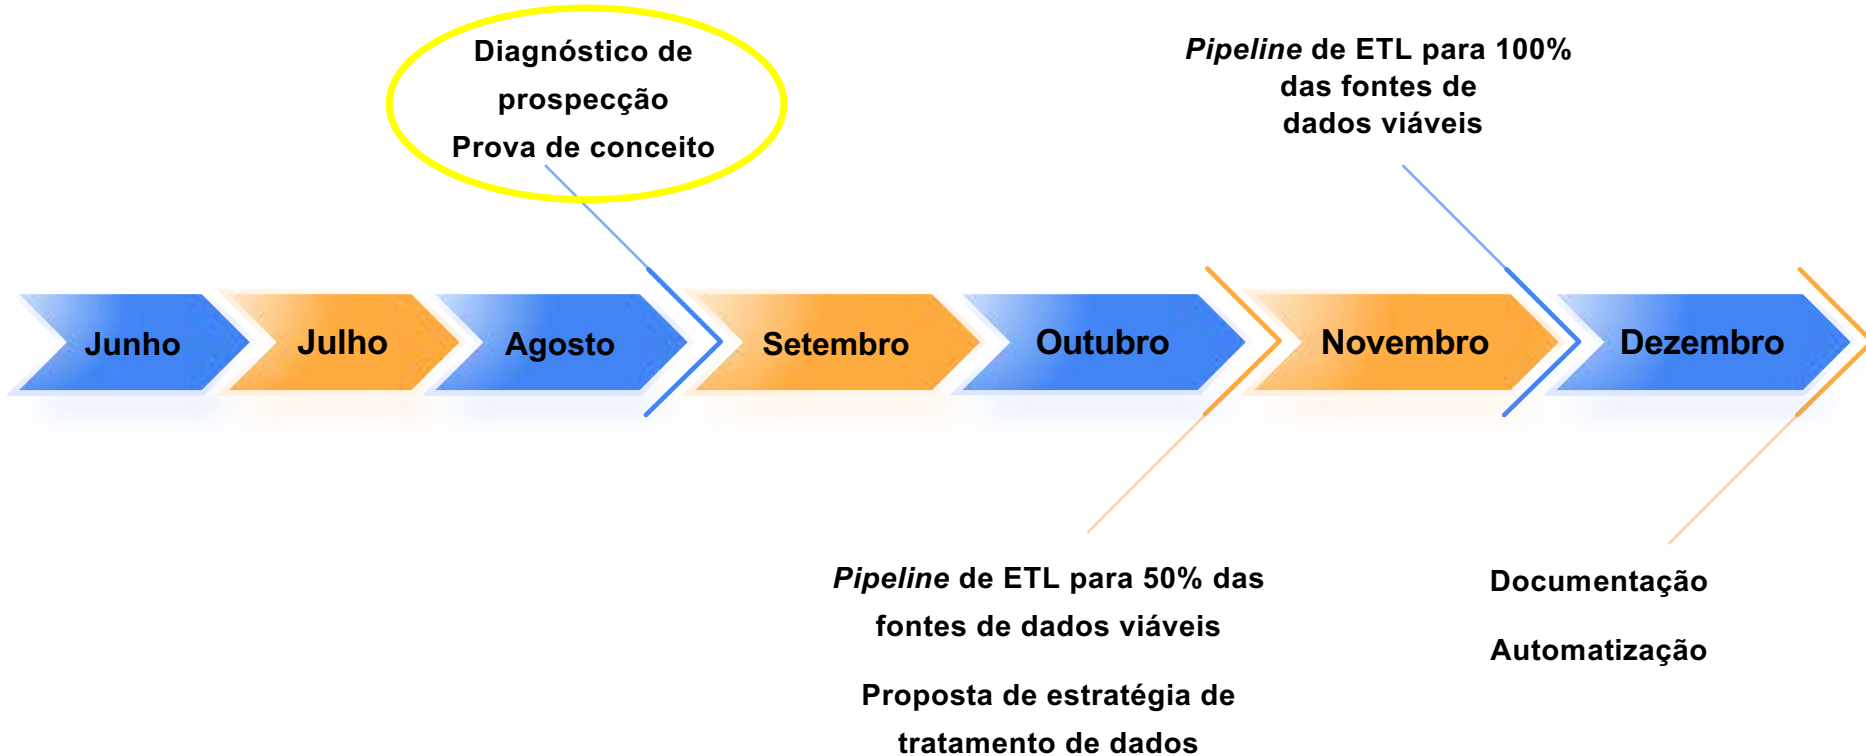 Diagnóstico de
prospecção
Prova de conceito
Pipeline de ETL para 100%
das fontes de
dados viáveis
Junho
Julho
Agosto
Setembro
Outubro
Novembro
Dezembro
Pipeline de ETL para 50% das
fontes de dados viáveis
Proposta de estratégia de
tratamento de dados
Documentação
Automatização